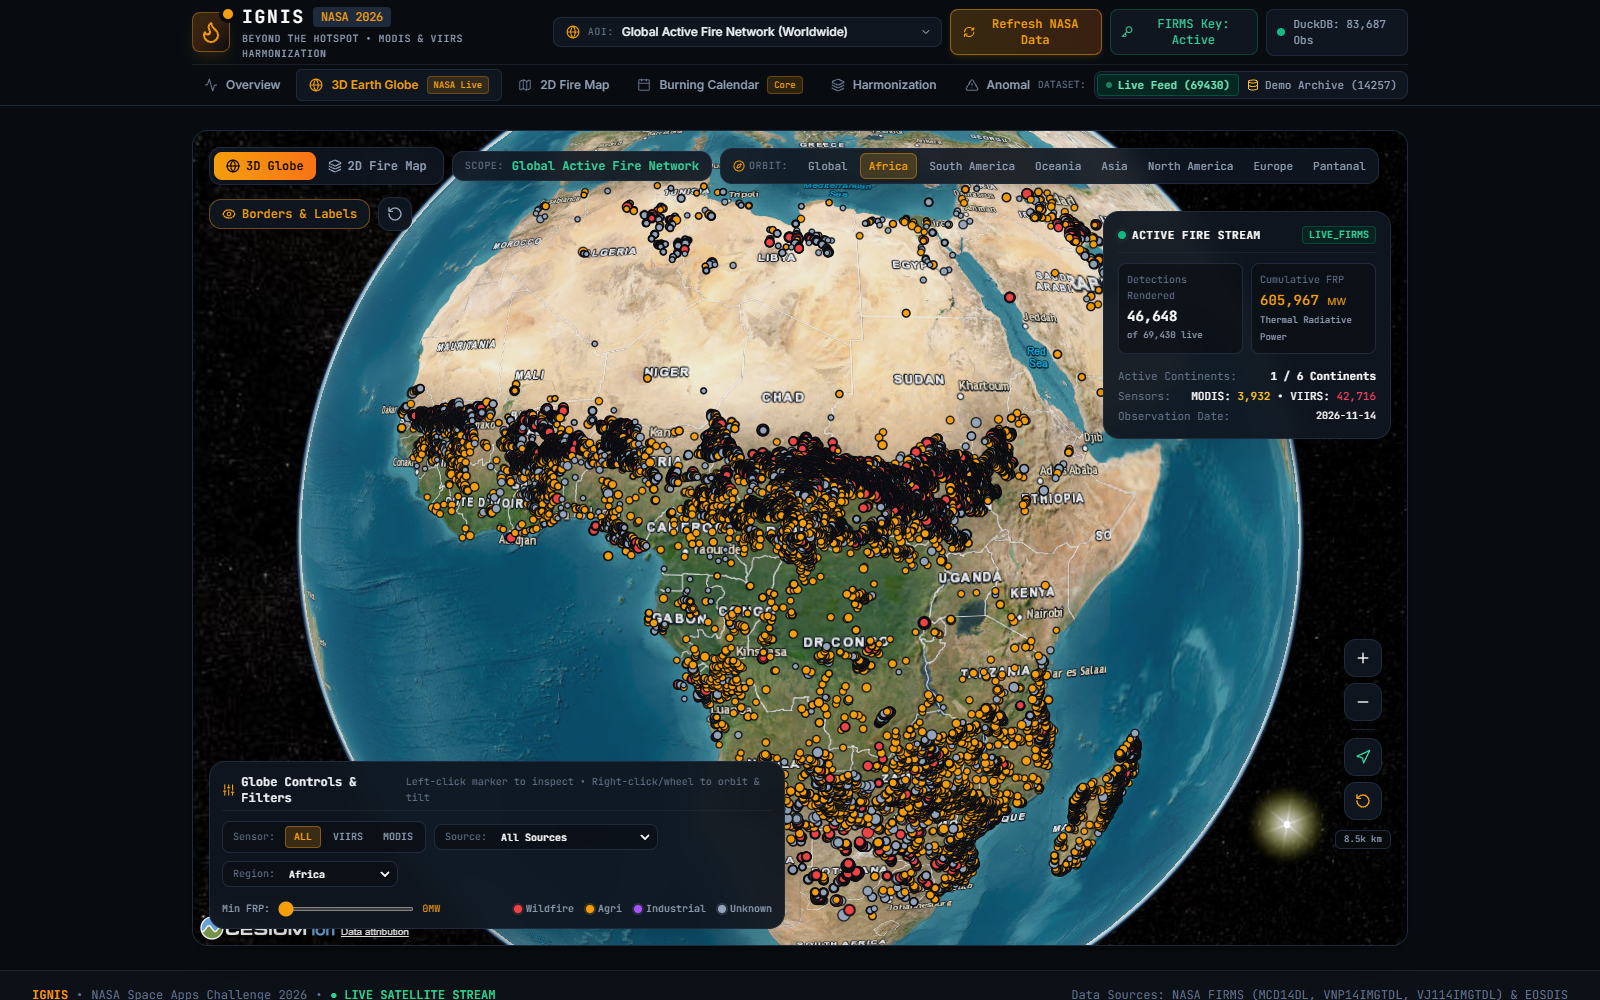 IGNIS NASA 2026
BEYOND THE HOTSPOT • MODIS & VIIRS
HARMONIZATION
AOI: Global Active Fire Network (Worldwide)
Refresh NASA
Data
FIRMS Key:
Active
DuckDB: 83,687
Obs
Overview
3D Earth Globe NASA Live
2D Fire Map
Burning Calendar Core
Harmonization
Anomal
DATASET:
Live Feed (69430)
Demo Archive (14257)
3D Globe
2D Fire Map
SCOPE: Global Active Fire Network
ORBIT: Global Africa South America Oceania Asia North America Europe Pantanal
Borders & Labels
ACTIVE FIRE STREAM LIVE_FIRMS
Detections
Rendered
46,648
of 69,430 live
Cumulative FRP
605,967 MW
Thermal Radiative
Power
Active Continents: 1 / 6 Continents
Sensors: MODIS: 3,932 • VIIRS: 42,716
Observation Date: 2026-11-14
GREECE
Mediterranean
Sea
Tripoli
MOROCCO
MAURITANIA
MALI
NIGER
CHAD
SUDAN
Khartoum
Jeddah
Red
Sea
UGANDA
KENYA
Nairobi
GABON
+
−
8.5k km
Globe Controls &
Filters
Left-click marker to inspect • Right-click/wheel to orbit &
tilt
Sensor: ALL VIIRS MODIS
Source: All Sources
Region: Africa
Min FRP: 0MW
Wildfire Agri Industrial Unknown
CESIUM ion Data attribution
IGNIS • NASA Space Apps Challenge 2026 • LIVE SATELLITE STREAM
Data Sources: NASA FIRMS (MCD14DL, VNP14IMGTDL, VJ114IMGTDL) & EOSDIS